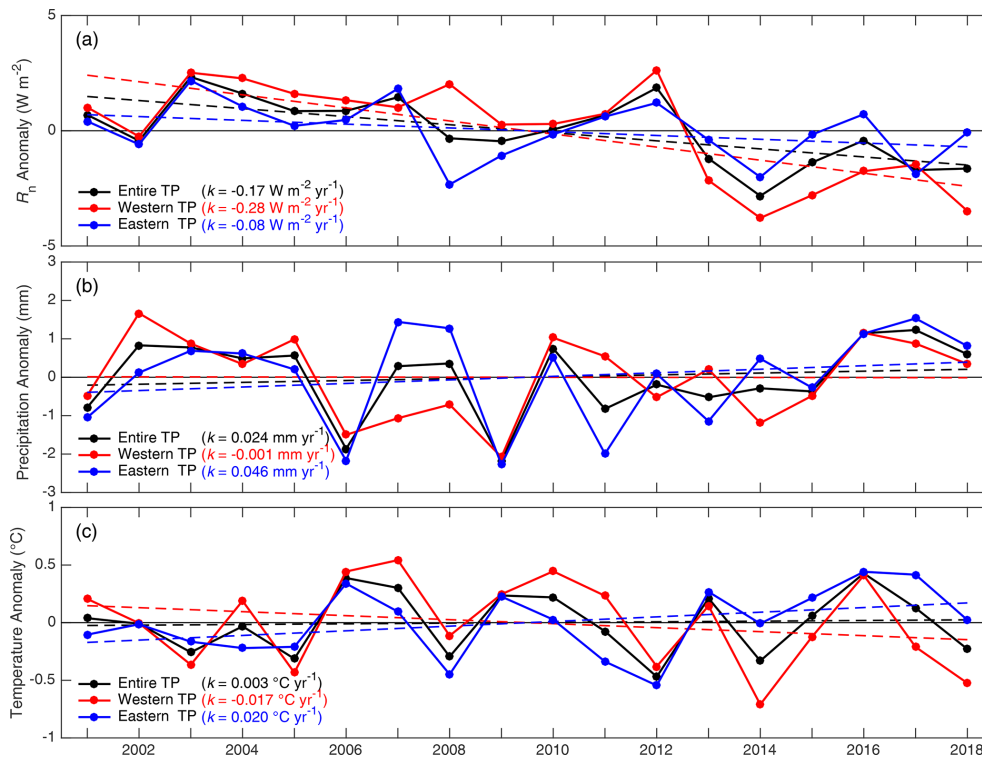 (a)
R_n Anomaly (W m⁻²)
5
0
-5
Entire TP (k = -0.17 W m⁻² yr⁻¹)
Western TP (k = -0.28 W m⁻² yr⁻¹)
Eastern TP (k = -0.08 W m⁻² yr⁻¹)
(b)
Precipitation Anomaly (mm)
3
2
1
0
-1
-2
-3
Entire TP (k = 0.024 mm yr⁻¹)
Western TP (k = -0.001 mm yr⁻¹)
Eastern TP (k = 0.046 mm yr⁻¹)
(c)
Temperature Anomaly (°C)
0.5
0
-0.5
-1
Entire TP (k = 0.003 °C yr⁻¹)
Western TP (k = -0.017 °C yr⁻¹)
Eastern TP (k = 0.020 °C yr⁻¹)
2002 2004 2006 2008 2010 2012 2014 2016 2018